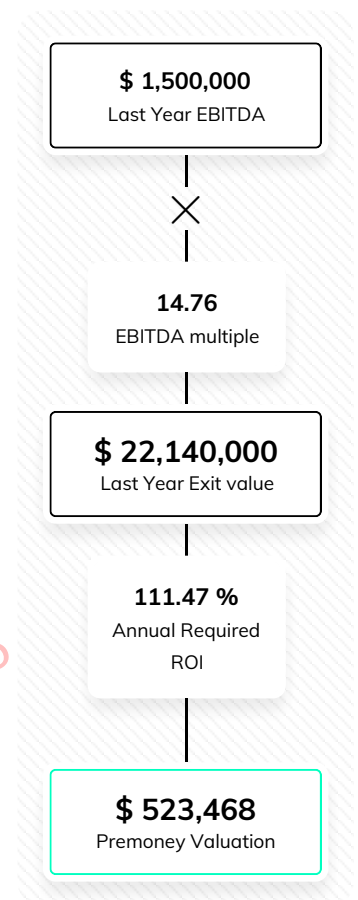 $ 1,500,000
Last Year EBITDA
14.76
EBITDA multiple
$ 22,140,000
Last Year Exit value
111.47 %
Annual Required
ROI
$ 523,468
Premoney Valuation